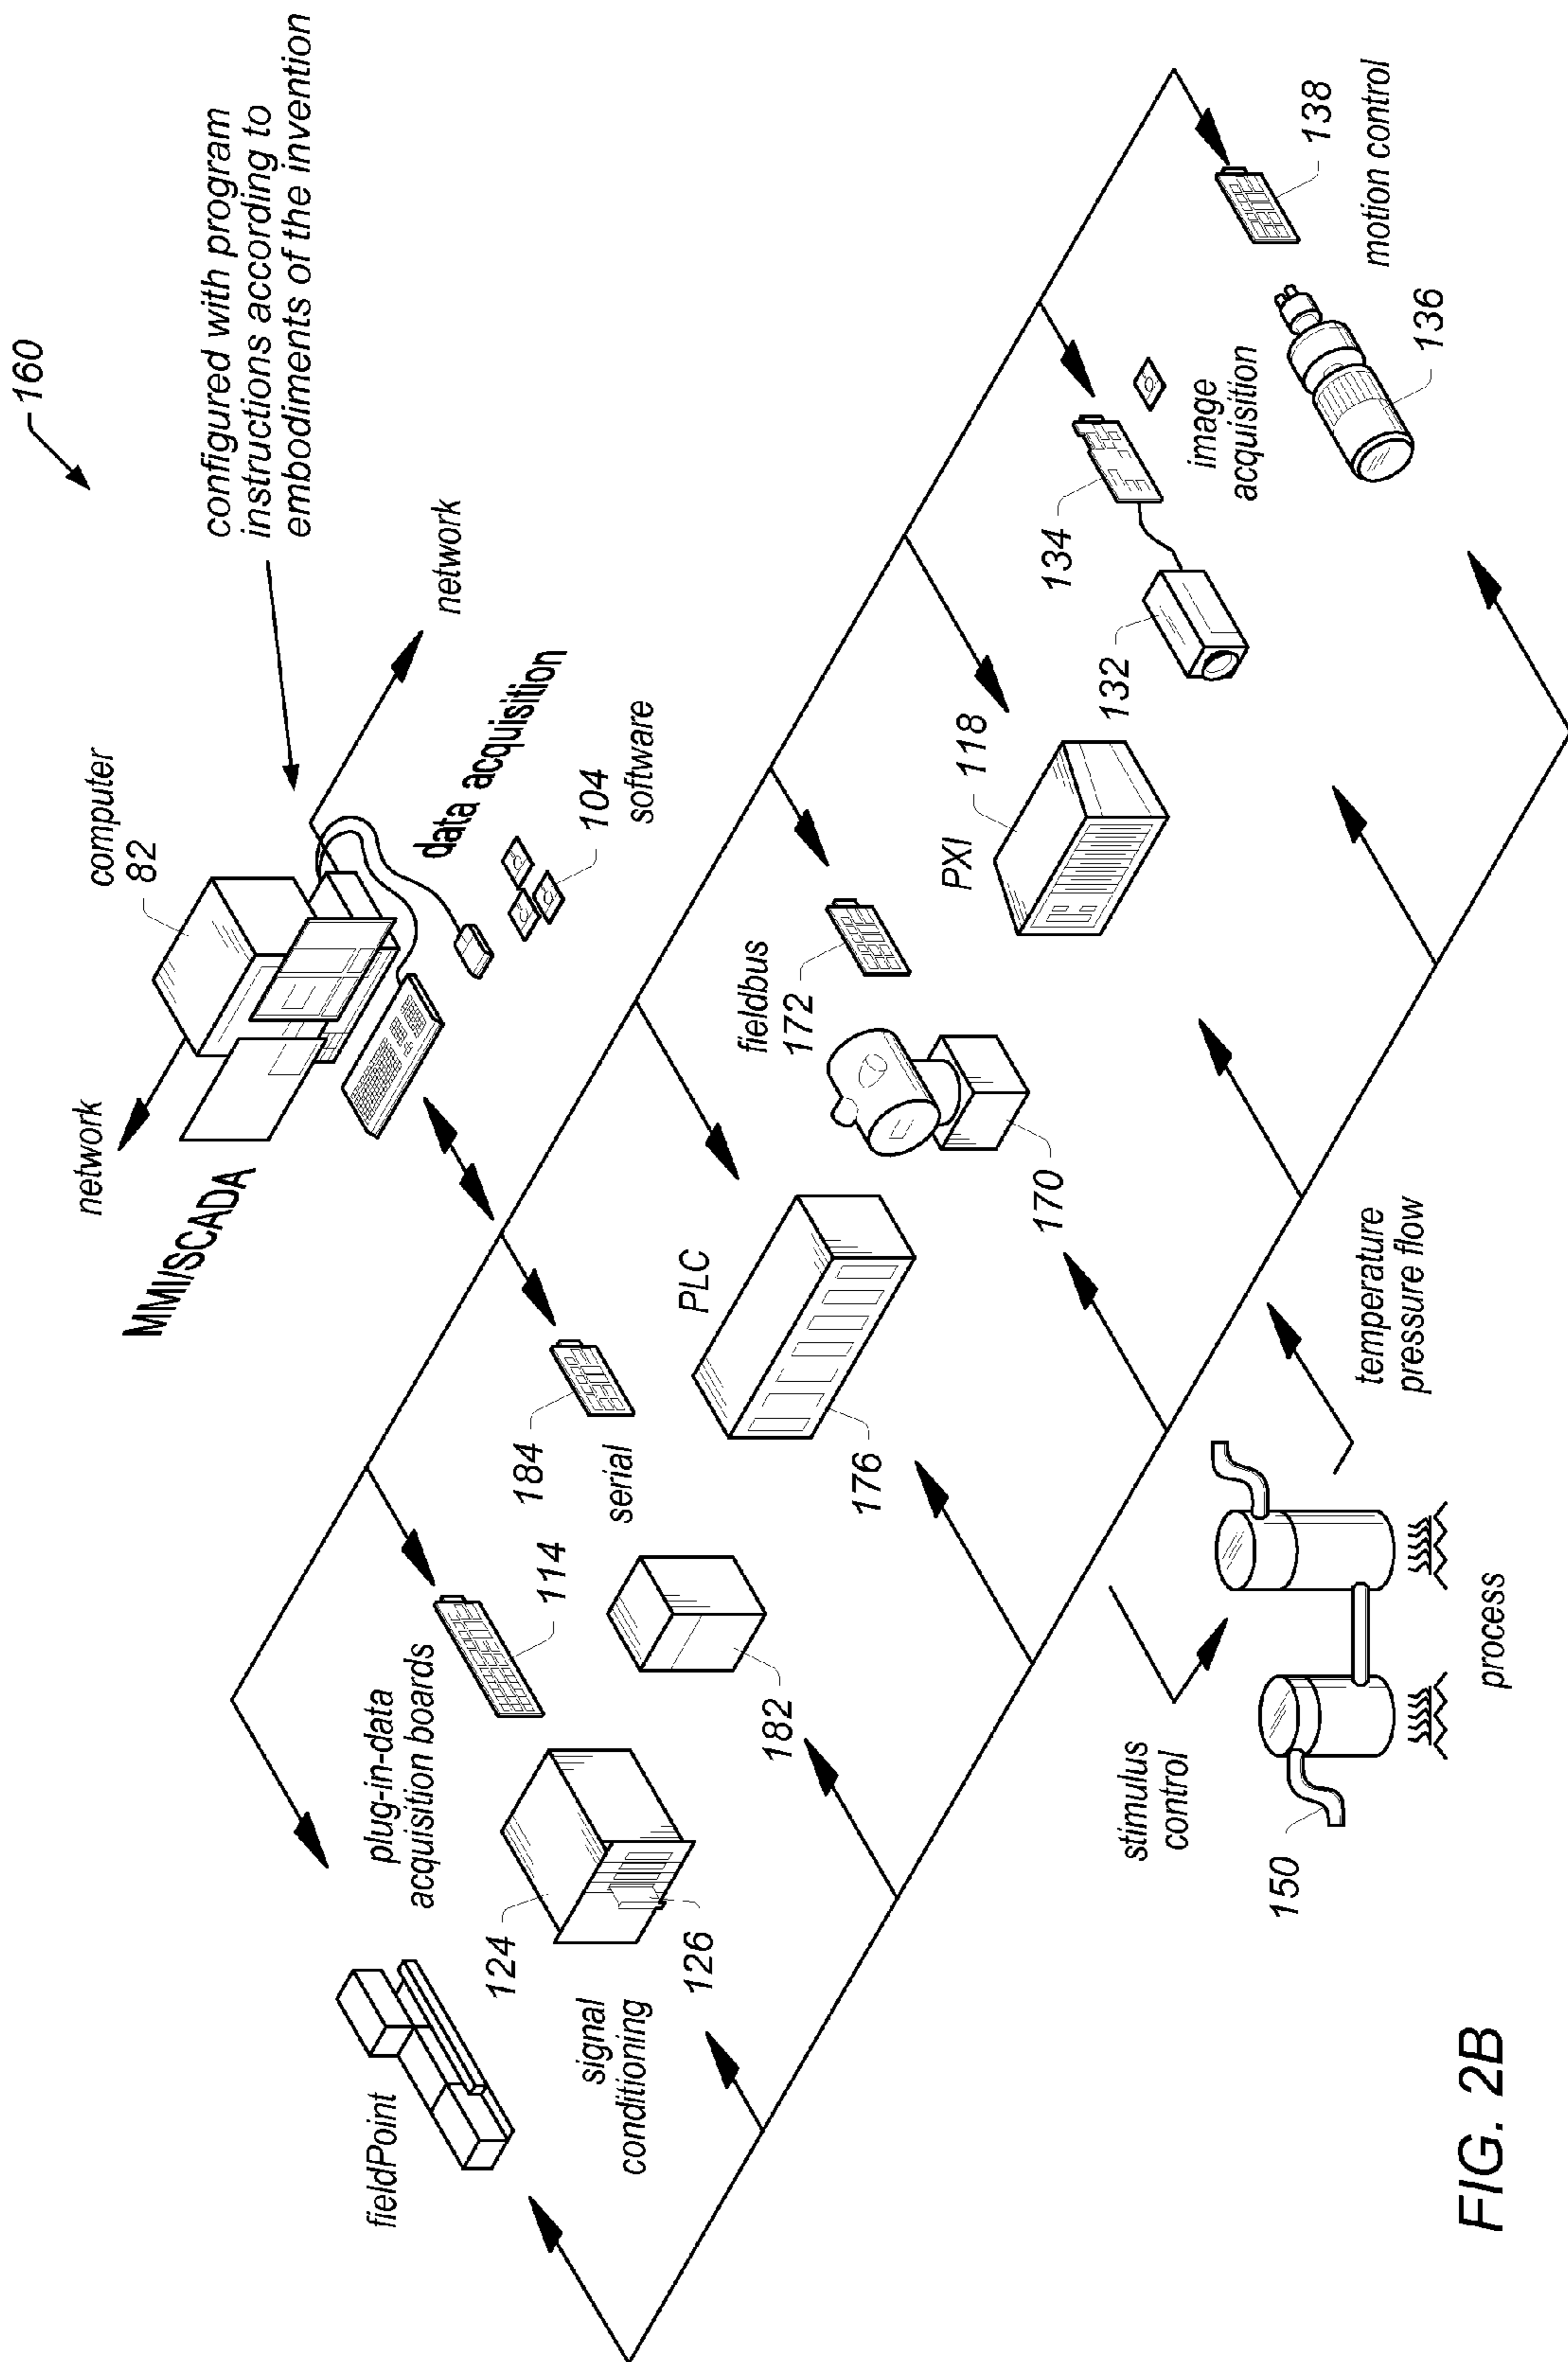 160
configured with program
instructions according to
embodiments of the invention
computer
82
network
network
MMI/SCADA
data acquisition
104
software
fieldPoint
plug-in-data
acquisition boards
114
124
126
signal
conditioning
182
184
serial
PLC
176
fieldbus
172
170
PXI
118
134
132
image
acquisition
138
motion control
136
temperature
pressure flow
stimulus
control
150
process
FIG. 2B